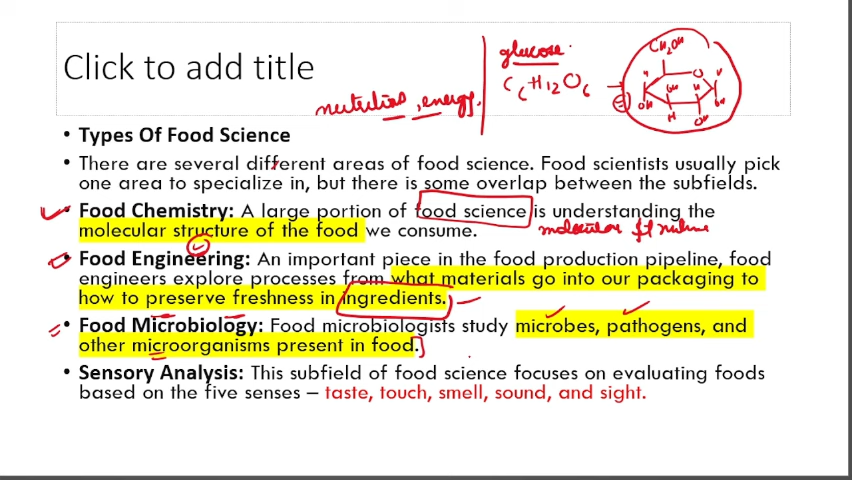 Click to add title
glucose
C6H12O6
CH2OH
O
H
H
OH
H
OH
H
OH
, energy.
• Types Of Food Science
• There are several different areas of food science. Food scientists usually pick
one area to specialize in, but there is some overlap between the subfields.
• Food Chemistry: A large portion of food science is understanding the
molecular structure of the food we consume.
molecular
• Food Engineering: An important piece in the food production pipeline, food
engineers explore processes from what materials go into our packaging to
how to preserve freshness in ingredients.
• Food Microbiology: Food microbiologists study microbes, pathogens, and
other microorganisms present in food.
• Sensory Analysis: This subfield of food science focuses on evaluating foods
based on the five senses – taste, touch, smell, sound, and sight.